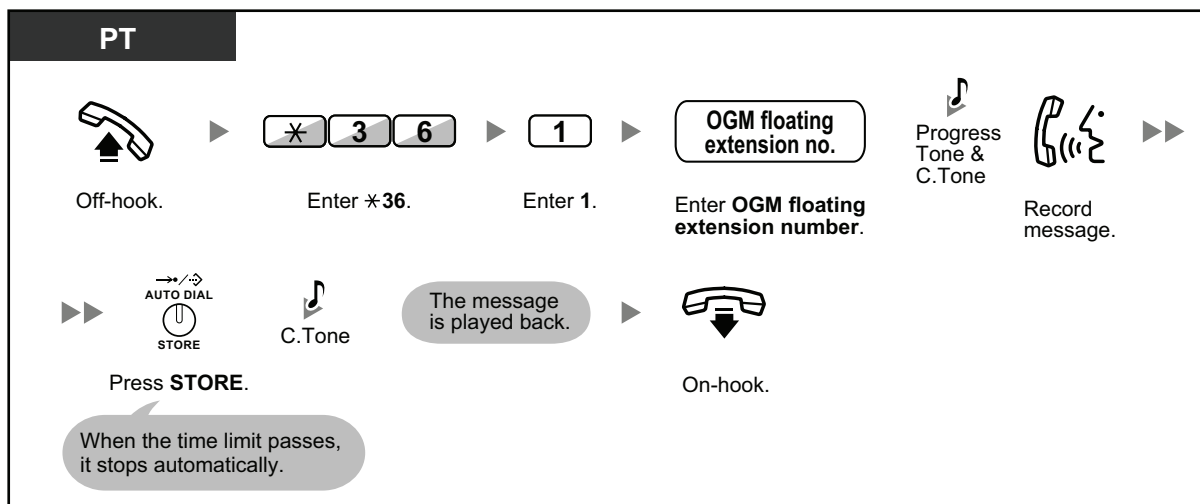 PT
Off-hook.
✳ 3 6
Enter ✳36.
1
Enter 1.
OGM floating
extension no.
Enter OGM floating
extension number.
Progress
Tone &
C.Tone
Record
message.
AUTO DIAL
STORE
Press STORE.
When the time limit passes,
it stops automatically.
C.Tone
The message
is played back.
On-hook.